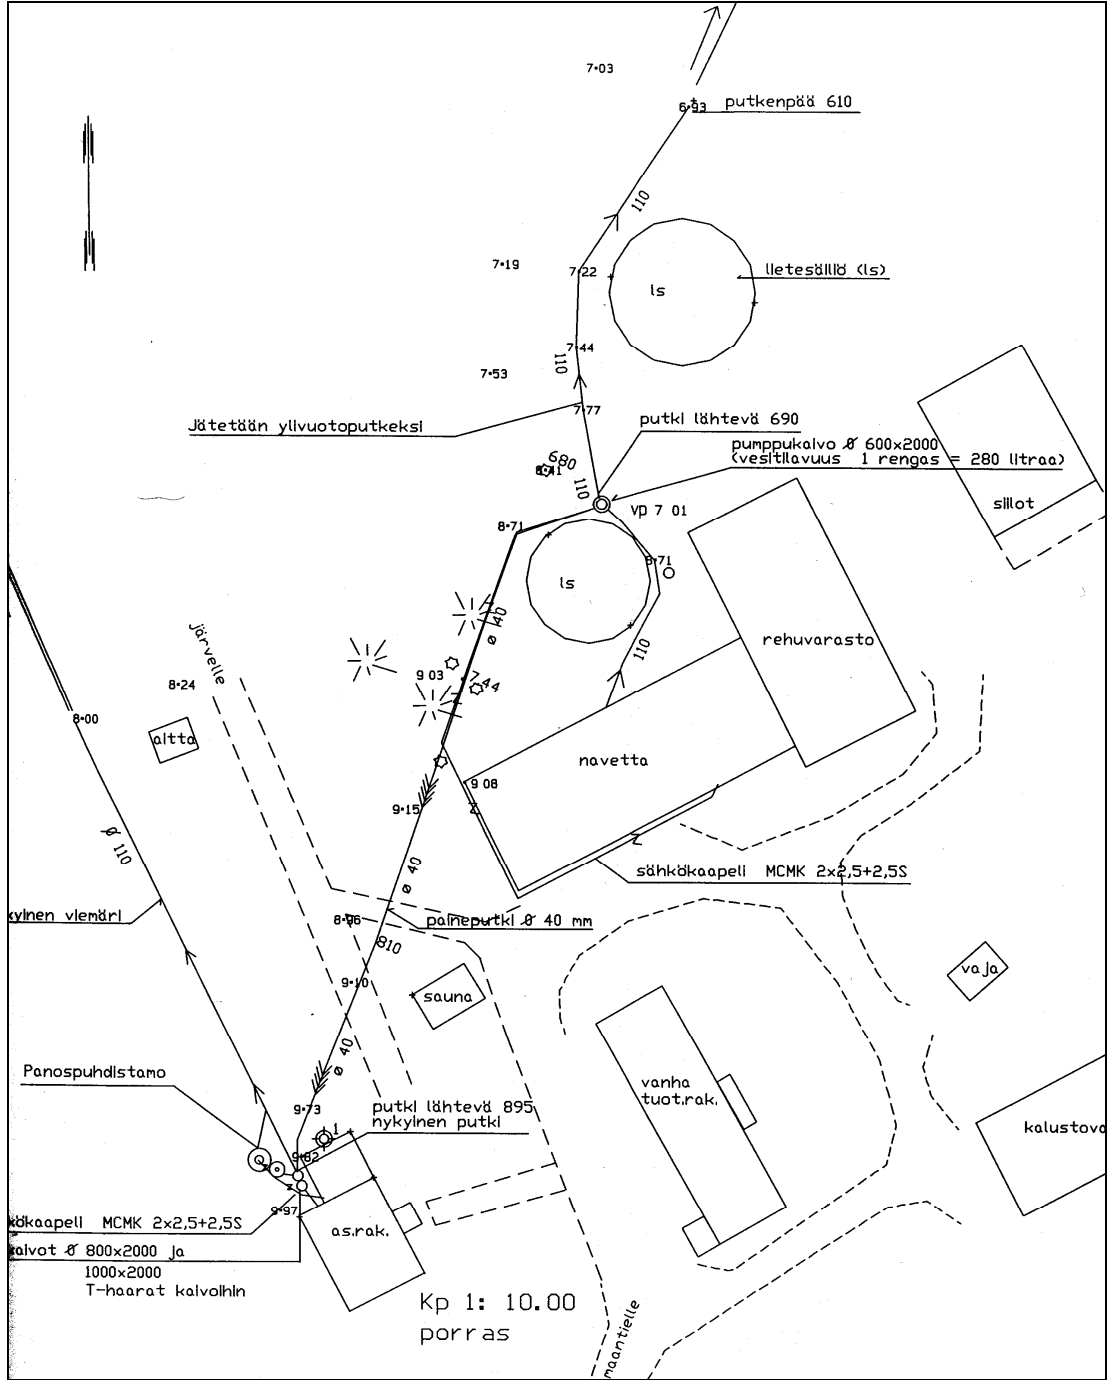 7.03
6.93
putkenpää 610
110
7.19
7.22
ls
lietesäiliö (ls)
7.44
110
7.53
7.77
Jätetään ylivuotoputkeksi
putki lähtevä 690
pumppukaivo Ø 600x2000
(vesitilavuus 1 rengas = 280 litraa)
680
8.41
110
siilot
vp 7 01
8.71
8.71
ls
ø 40
järvelle
rehuvarasto
110
9 03
7.44
8.24
8.00
aitta
navetta
9 08
9.15
Ø 110
sähkökaapeli MCMK 2x2,5+2,5S
ø 40
kyinen viemäri
8.96
paineputki Ø 40 mm
810
vaja
9.10
sauna
ø 40
Panospuhdistamo
vanha
tuot.rak.
9.73
putki lähtevä 895
nykyinen putki
1
kalustova
9.82
9.97
kökaapeli MCMK 2x2,5+2,5S
as.rak.
kaivot Ø 800x2000 ja
1000x2000
T-haarat kaivoihin
Kp 1: 10.00
porras
maantielle